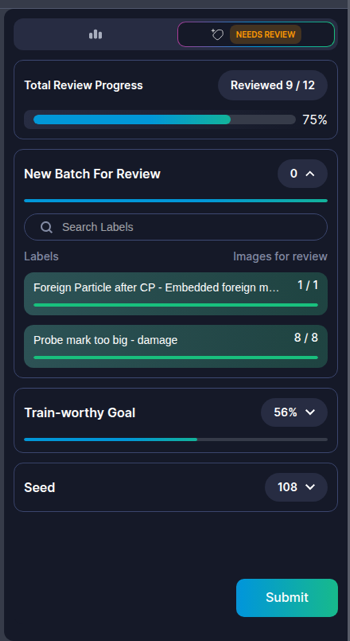 NEEDS REVIEW
Total Review Progress
Reviewed 9 / 12
75%
New Batch For Review
0
Search Labels
Labels
Images for review
Foreign Particle after CP - Embedded foreign m...
1 / 1
Probe mark too big - damage
8 / 8
Train-worthy Goal
56%
Seed
108
Submit